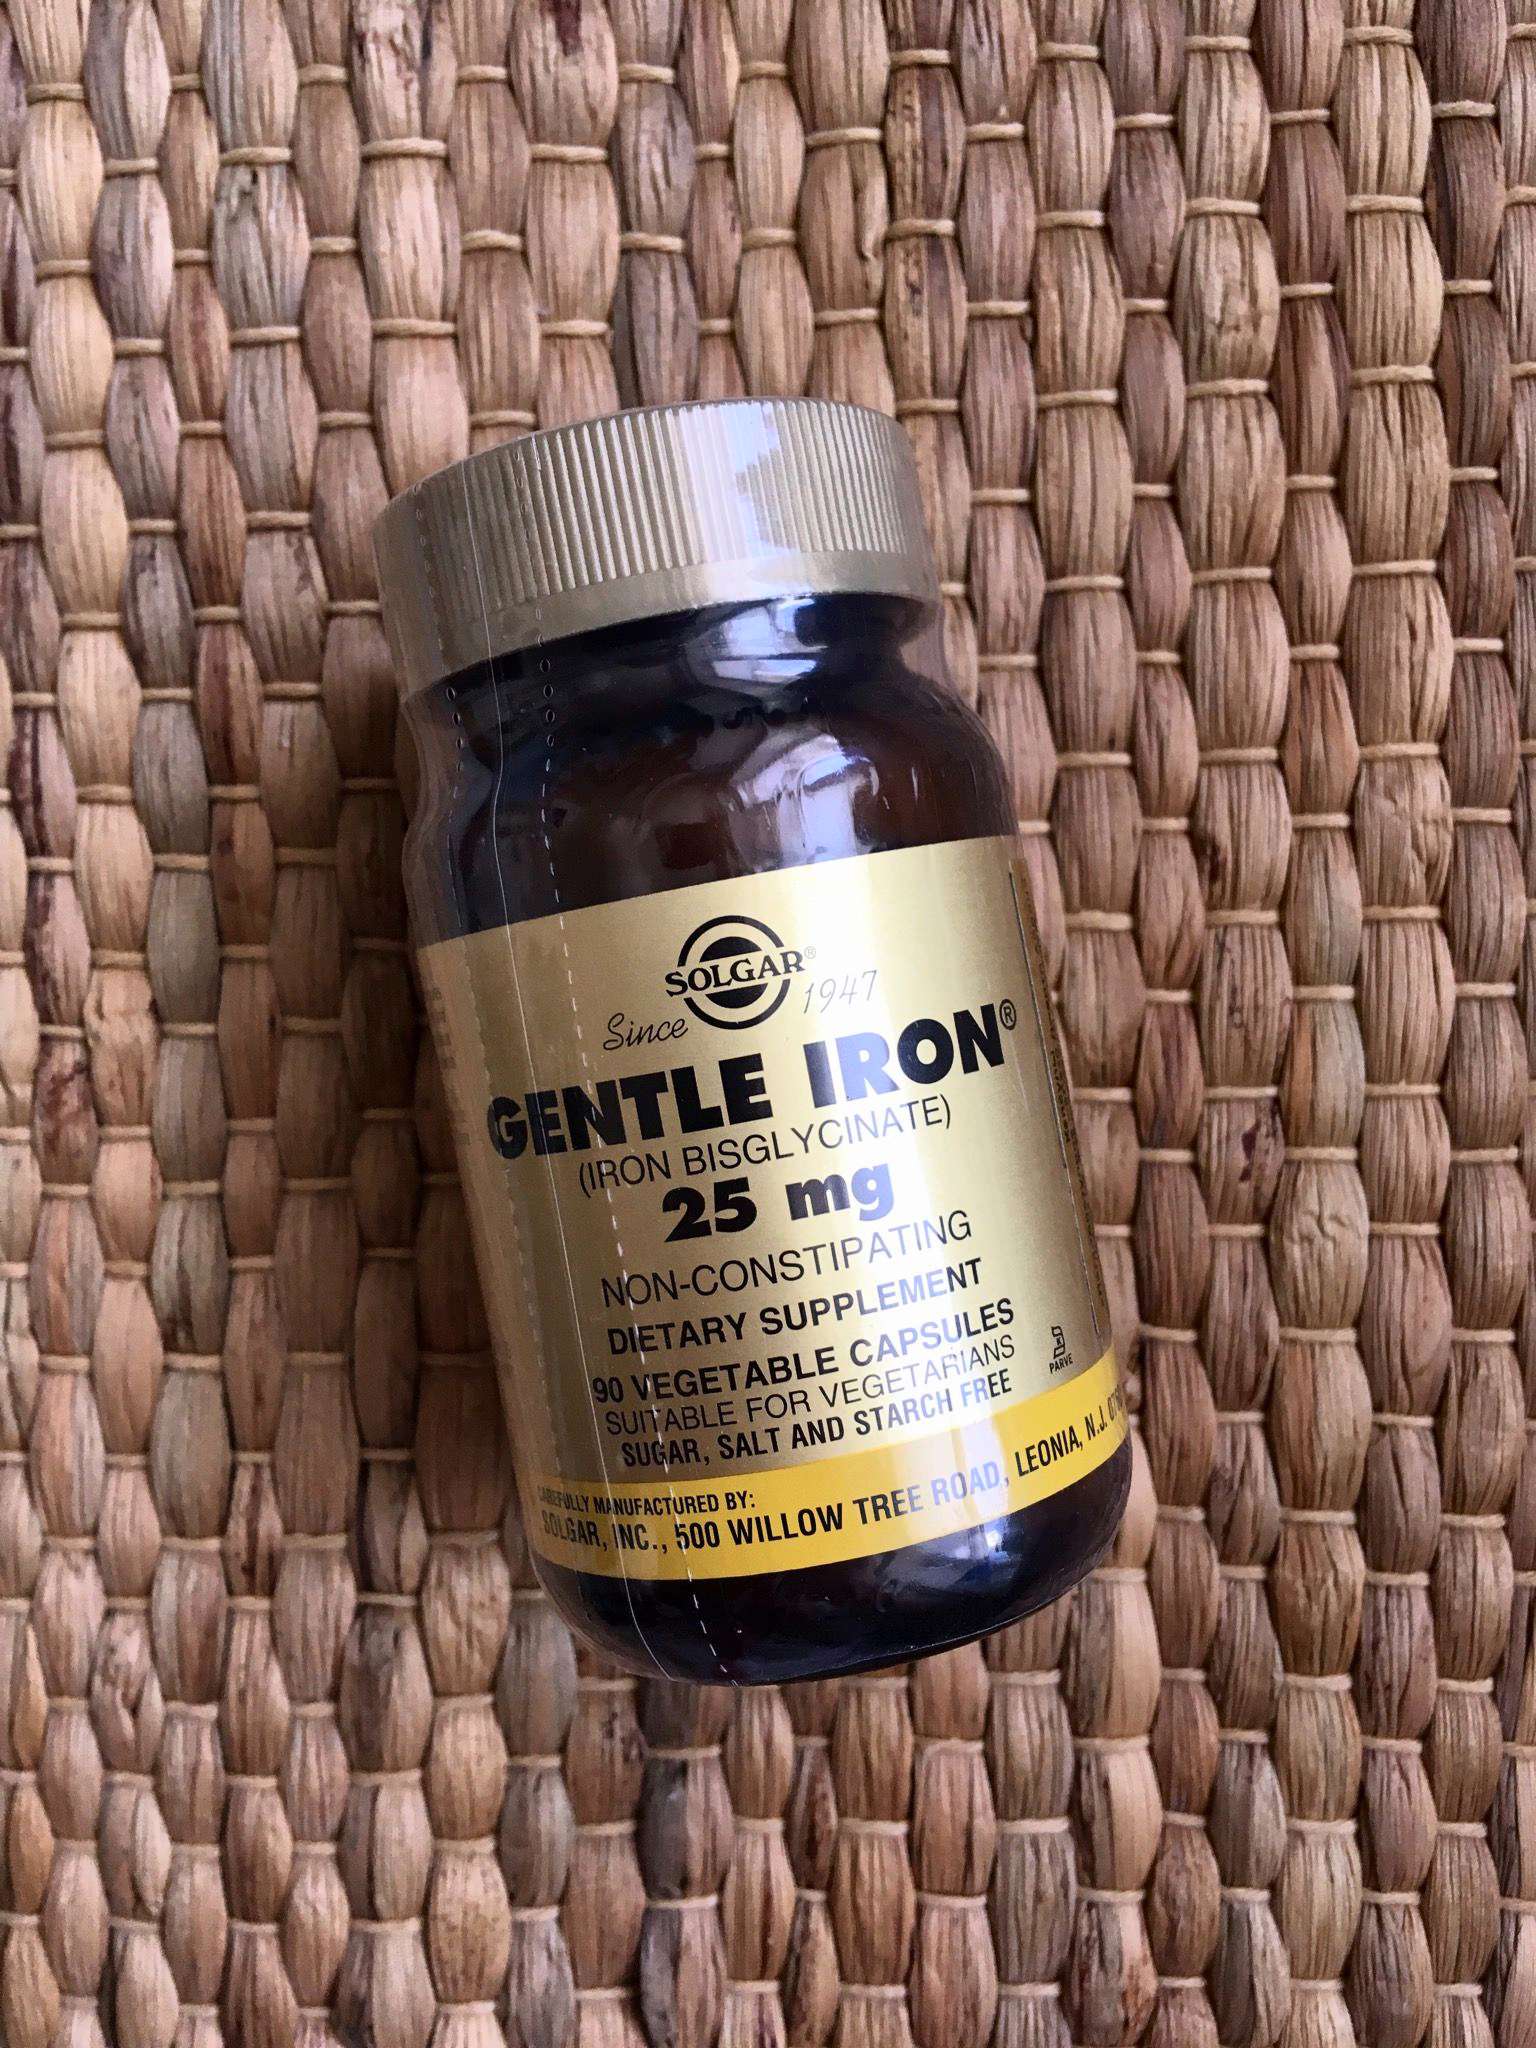 SOLGAR®
Since 1947
GENTLE IRON®
(IRON BISGLYCINATE)
25 mg
NON-CONSTIPATING
DIETARY SUPPLEMENT
90 VEGETABLE CAPSULES
SUITABLE FOR VEGETARIANS
SUGAR, SALT AND STARCH FREE
K
PARVE
CAREFULLY MANUFACTURED BY:
SOLGAR, INC., 500 WILLOW TREE ROAD, LEONIA, N.J.